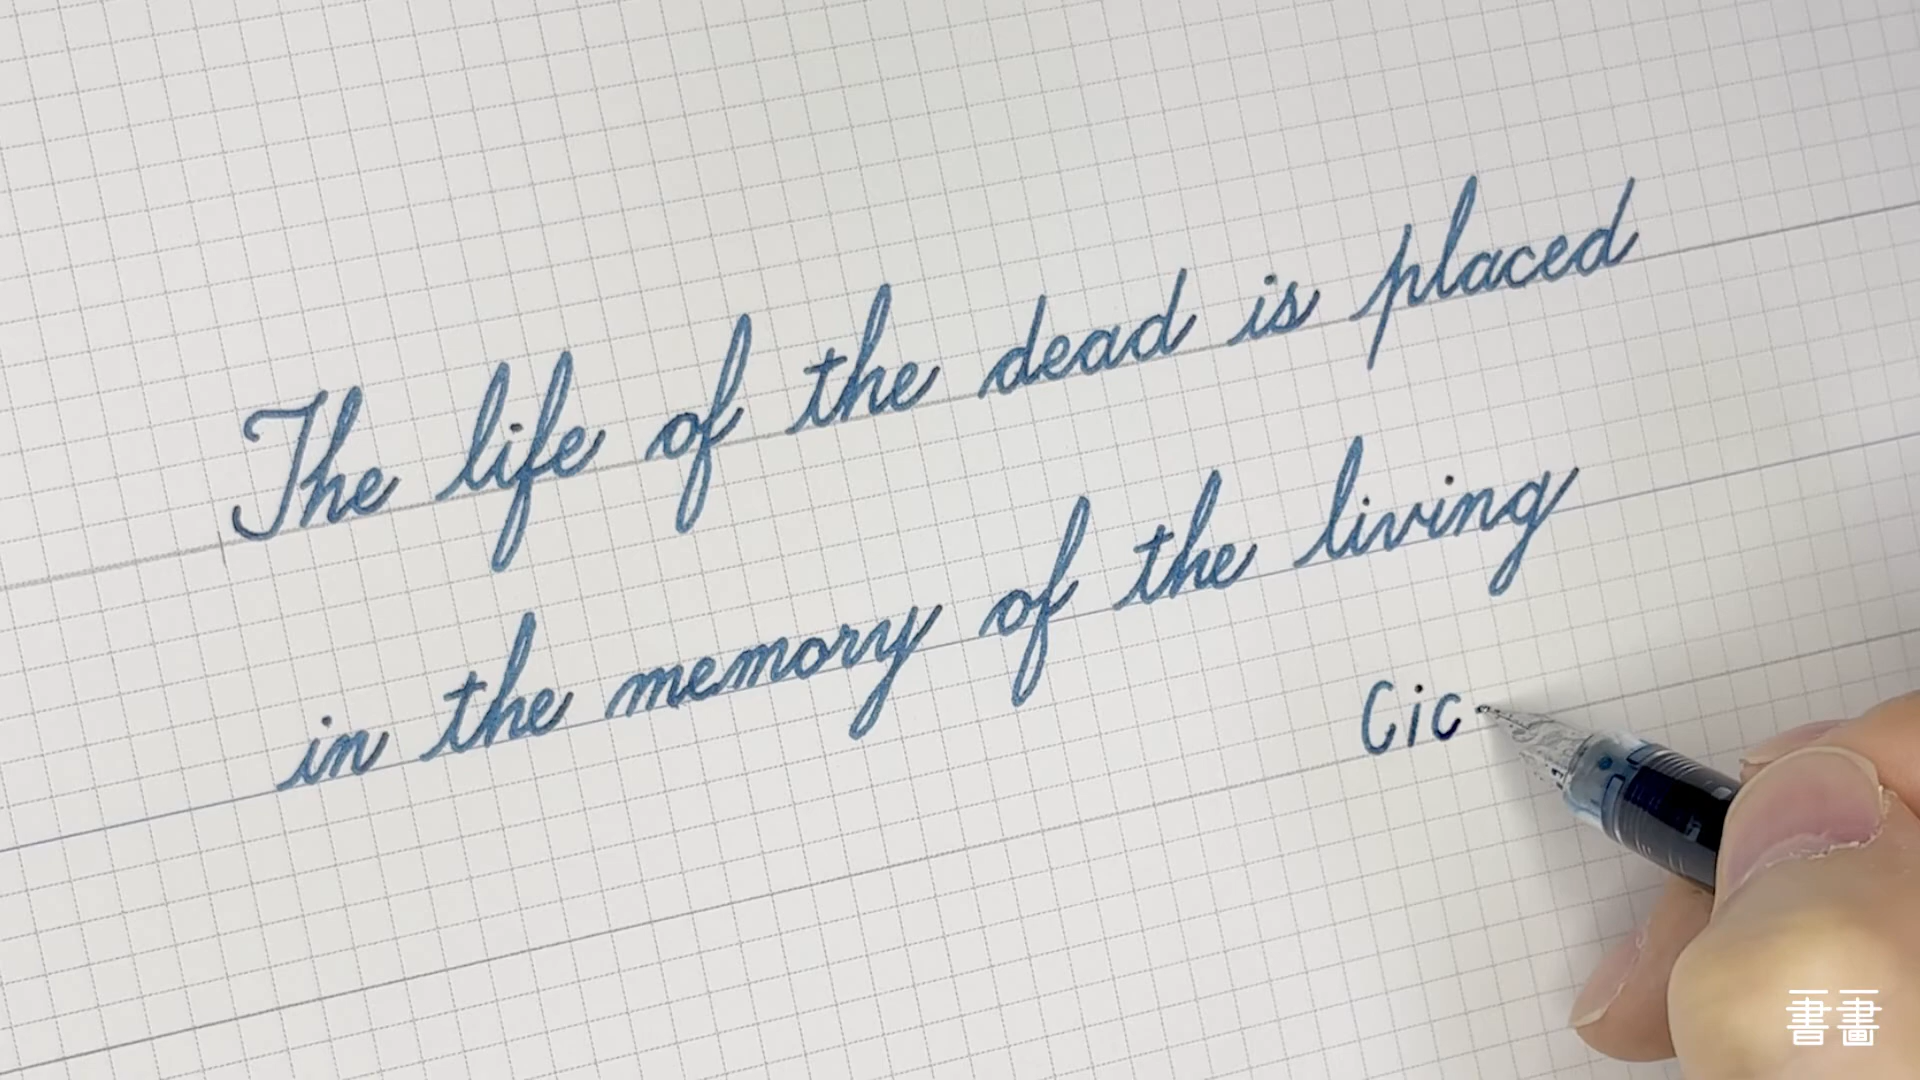 The life of the dead is placed
in the memory of the living
Cic
書畫